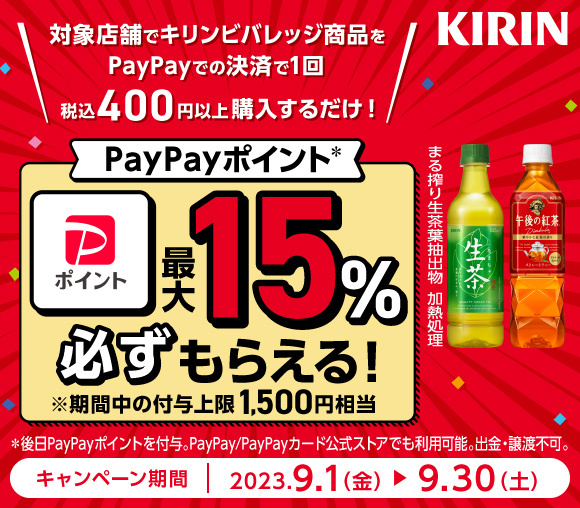 対象店舗でキリンビバレッジ商品を
KIRIN
PayPayでの決済で1回
税込400円以上購入するだけ!
PayPayポイント*
P
ポイント
最大15%
必ずもらえる!
※期間中の付与上限1,500円相当
まる搾り生茶葉抽出物 加熱処理
KIRIN
生茶
午後の紅茶
*後日PayPayポイントを付与。PayPay/PayPayカード公式ストアでも利用可能。出金・譲渡不可。
キャンペーン期間 2023.9.1(金) ▶ 9.30(土)